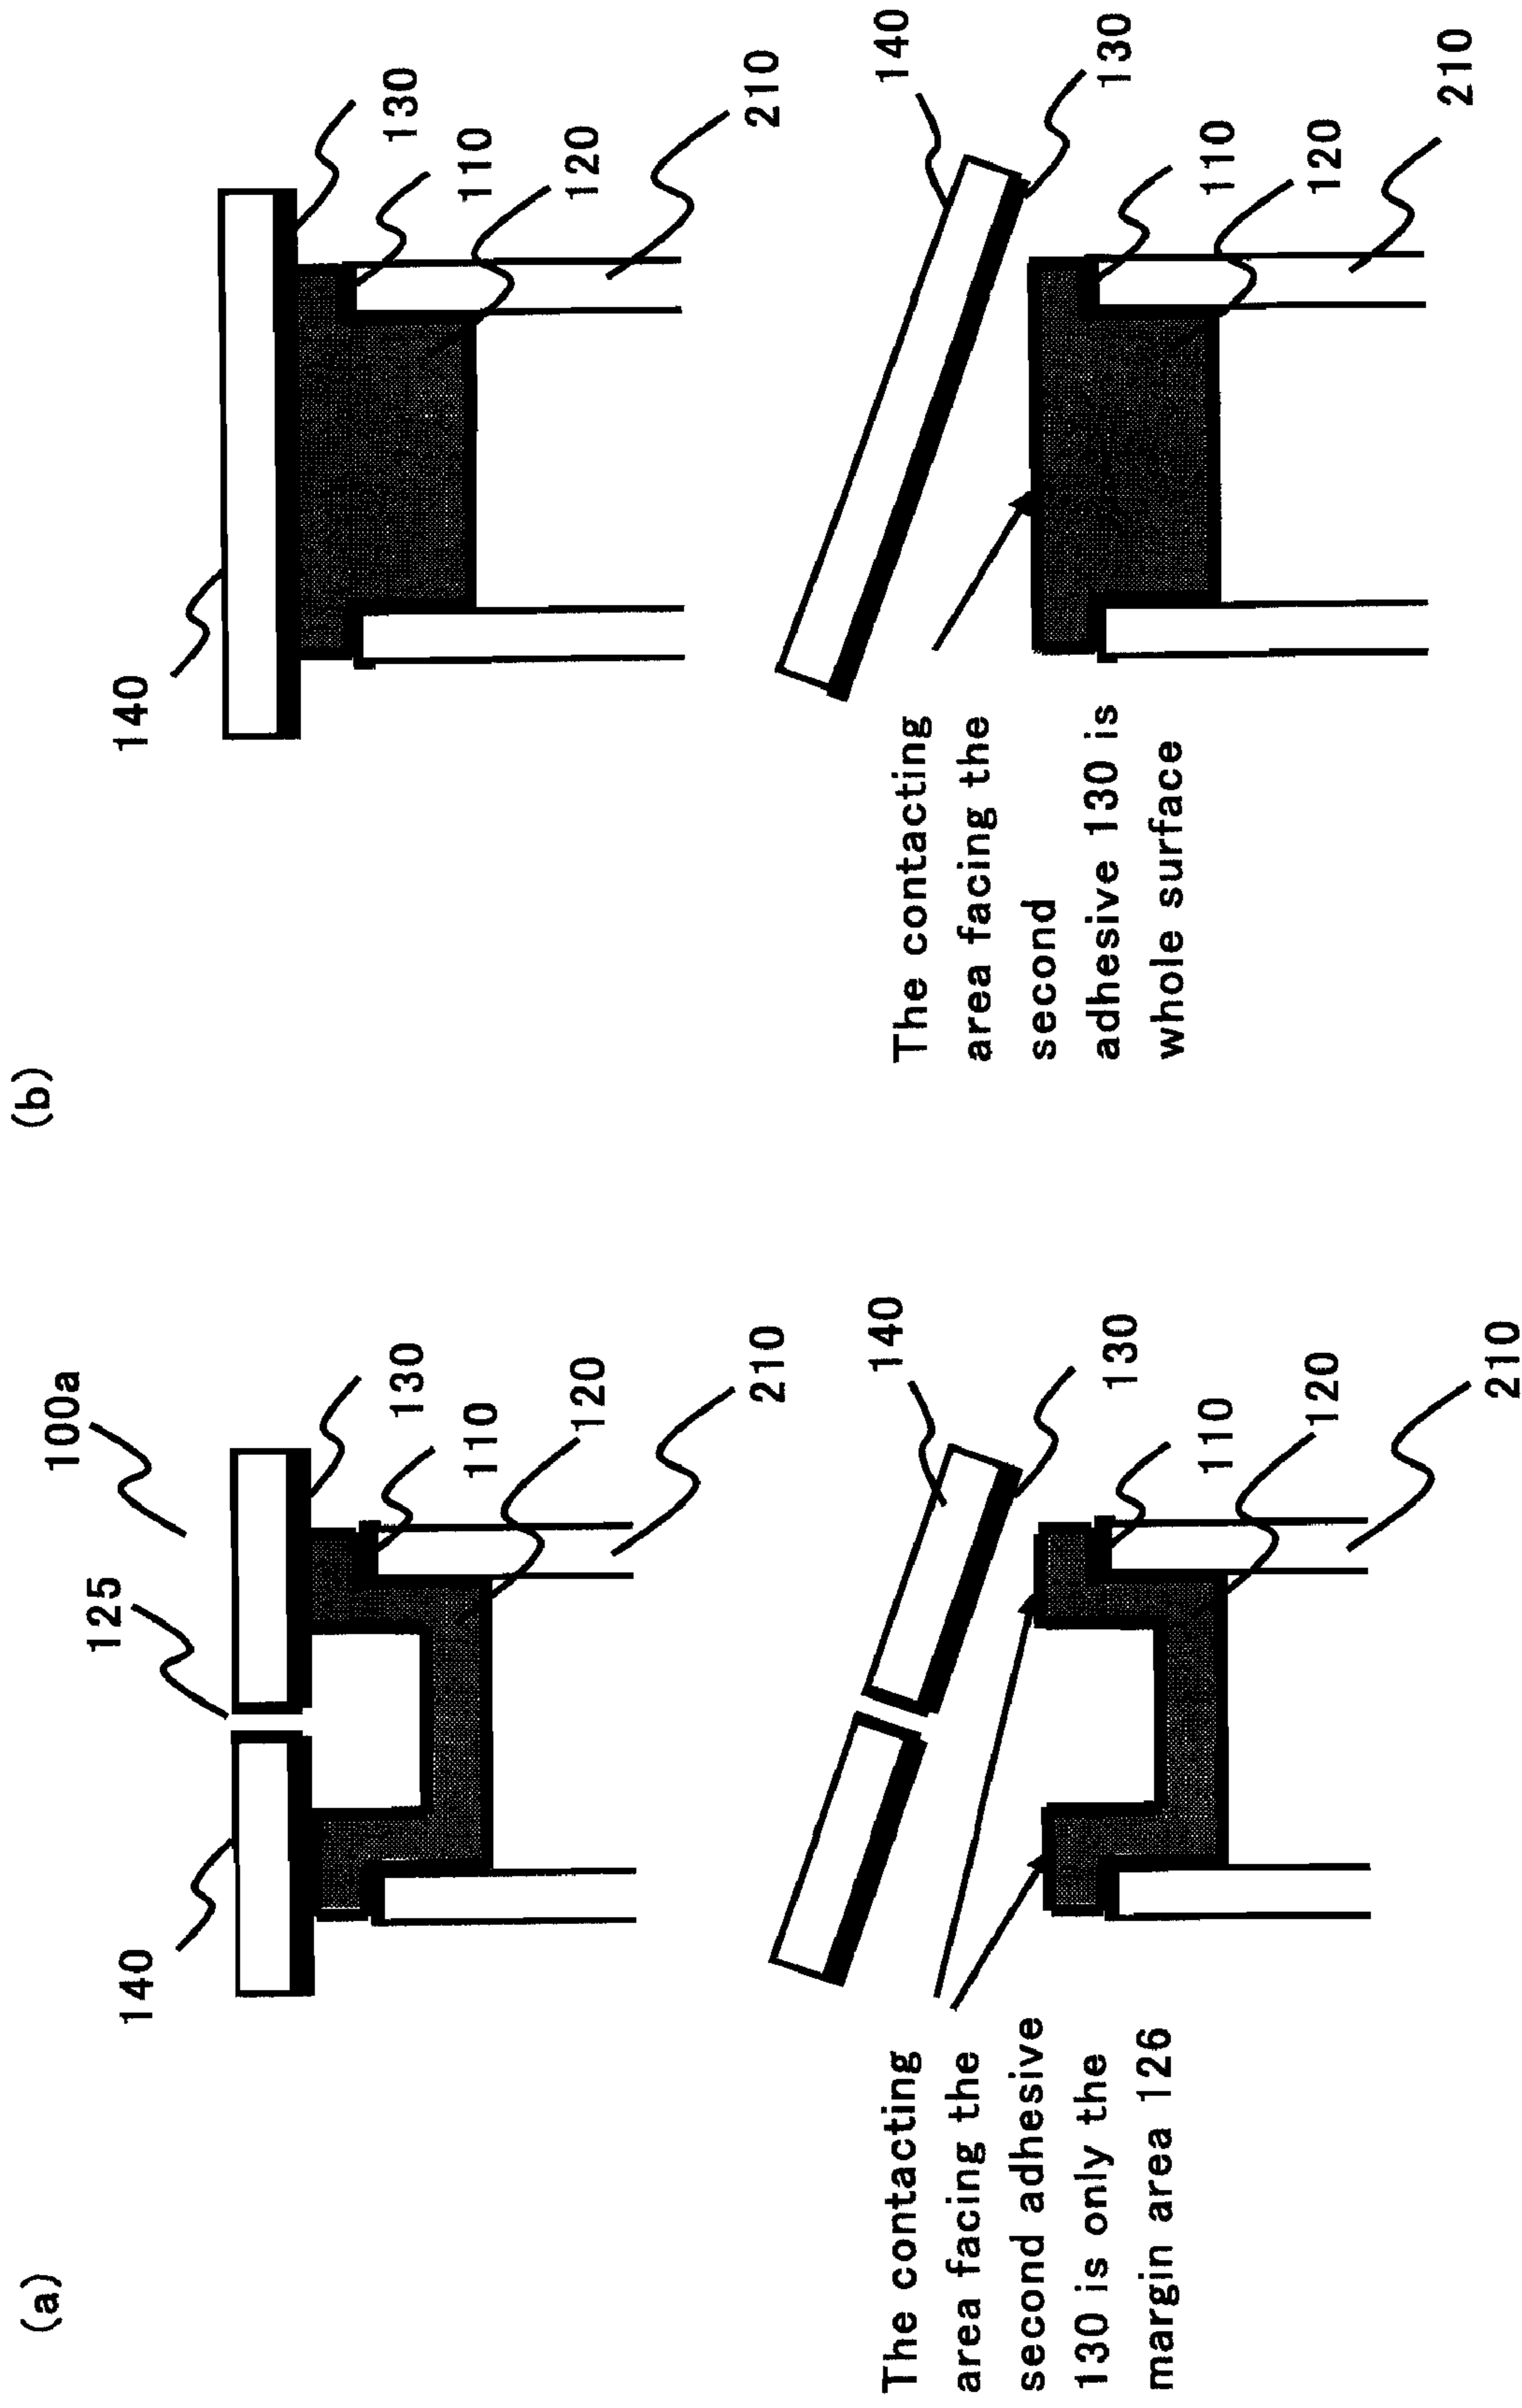 (a)
100a
125
140
130
110
120
210
140
130
110
120
210
The contacting
area facing the
second adhesive
130 is only the
margin area 126
(b)
140
130
110
120
210
140
130
110
120
210
The contacting
area facing the
second
adhesive 130 is
whole surface